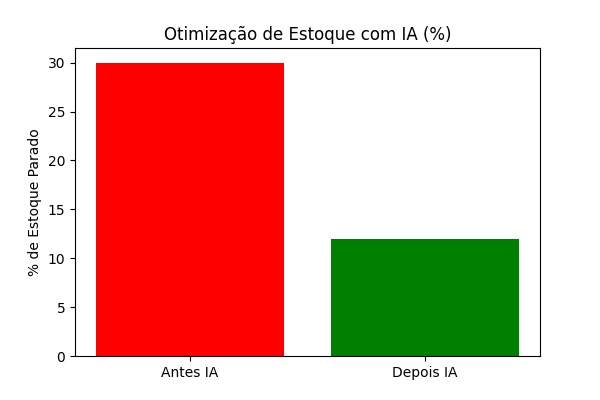 Otimização de Estoque com IA (%)
% de Estoque Parado
30
25
20
15
10
5
0
Antes IA
Depois IA